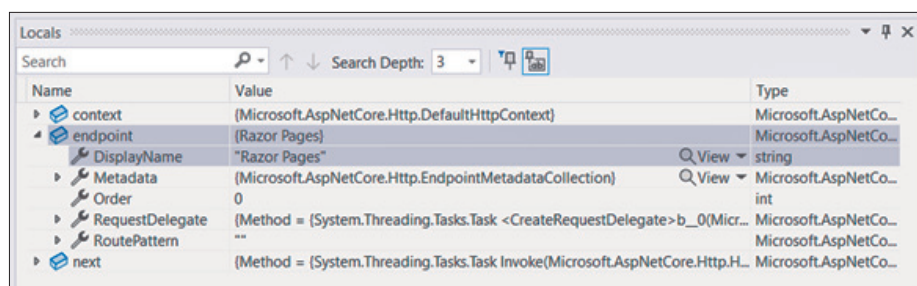 Locals
Search Search Depth: 3
Name Value Type
context {Microsoft.AspNetCore.Http.DefaultHttpContext} Microsoft.AspNetCo...
endpoint {Razor Pages} Microsoft.AspNetCo...
DisplayName "Razor Pages" View string
Metadata {Microsoft.AspNetCore.Http.EndpointMetadataCollection} View Microsoft.AspNetCo...
Order 0 int
RequestDelegate {Method = {System.Threading.Tasks.Task <CreateRequestDelegate>b__0(Micr... Microsoft.AspNetCo...
RoutePattern "" Microsoft.AspNetCo...
next {Method = {System.Threading.Tasks.Task Invoke(Microsoft.AspNetCore.Http.H... Microsoft.AspNetCo...